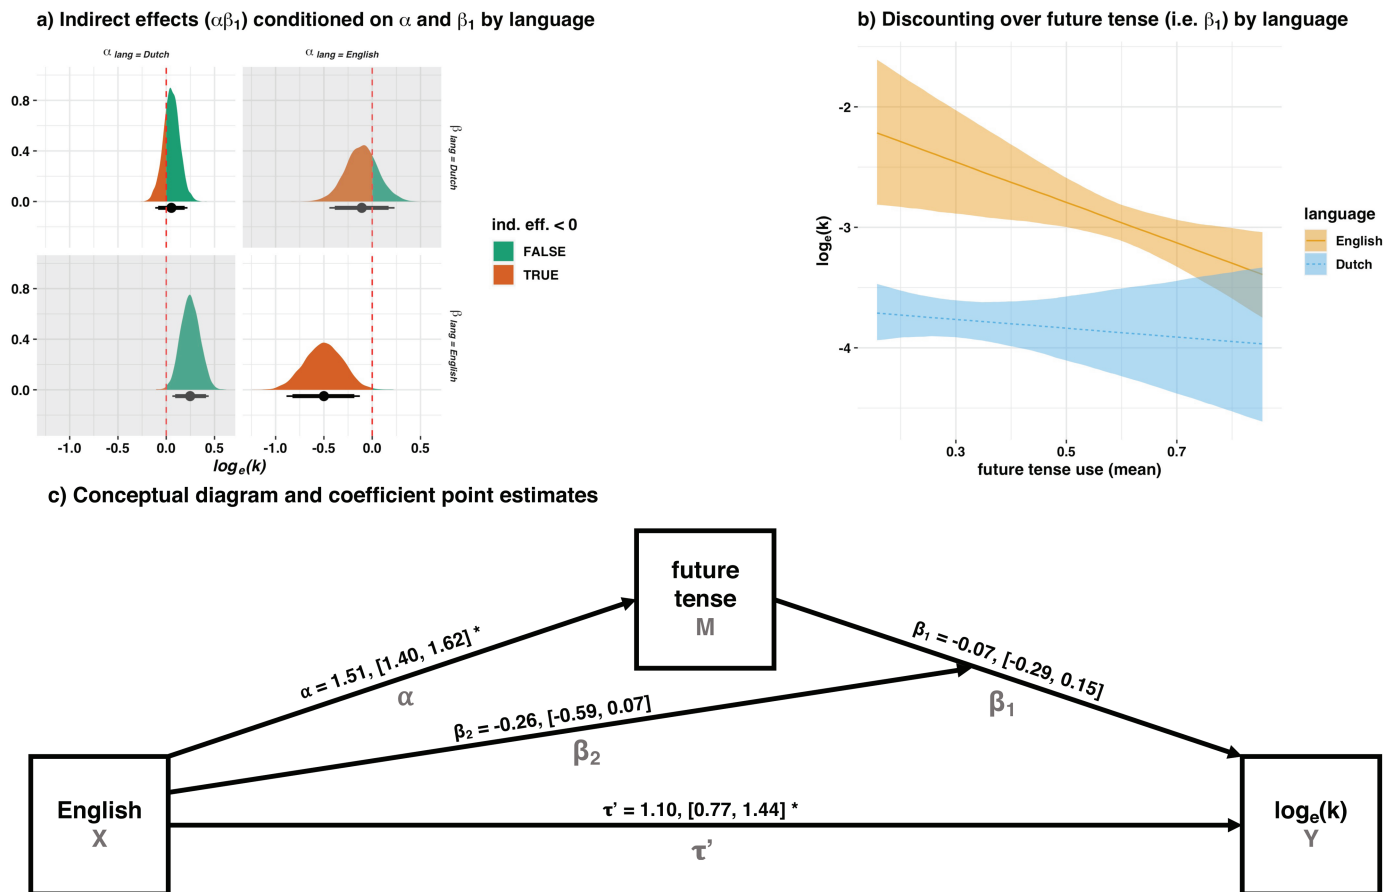 a) Indirect effects (αβ₁) conditioned on α and β₁ by language
α lang = Dutch
α lang = English
0.8
0.4
0.0
β lang = Dutch
0.8
0.4
0.0
β lang = English
-1.0 -0.5 0.0 0.5 -1.0 -0.5 0.0 0.5
logₑ(k)
ind. eff. < 0
FALSE
TRUE
b) Discounting over future tense (i.e. β₁) by language
-2
-3
-4
logₑ(k)
0.3 0.5 0.7
future tense use (mean)
language
English
Dutch
c) Conceptual diagram and coefficient point estimates
future
tense
M
α = 1.51, [1.40, 1.62] *
α
β₁ = -0.07, [-0.29, 0.15]
β₁
β₂ = -0.26, [-0.59, 0.07]
β₂
English
X
τ’ = 1.10, [0.77, 1.44] *
τ’
logₑ(k)
Y